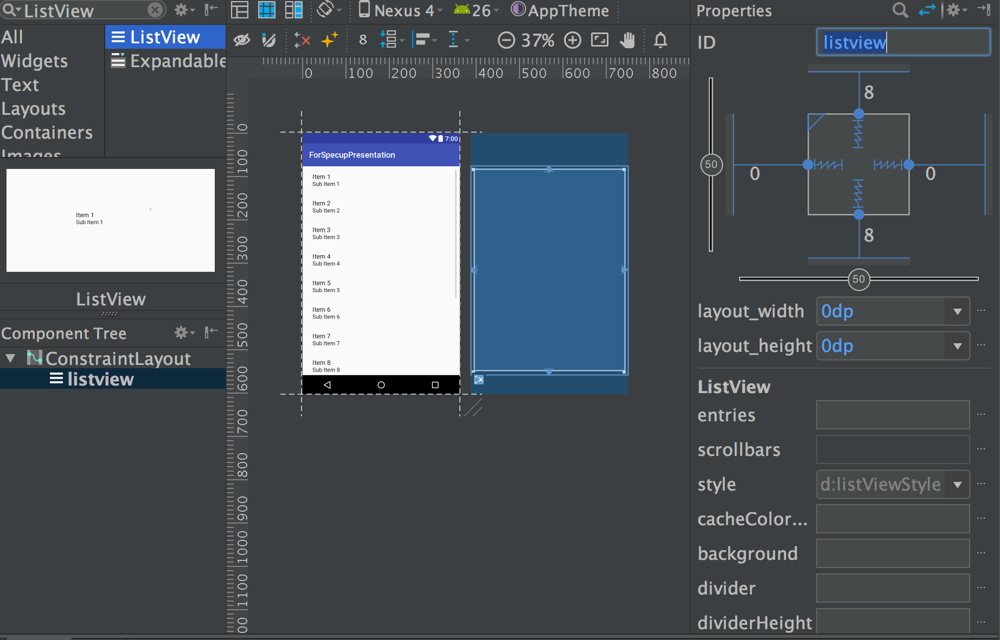 ListView
Nexus 4
26
AppTheme
Properties
All
Widgets
Text
Layouts
Containers
Images
ListView
Expandable
8
37%
ID
listview
0 100 200 300 400 500 600 700 800
0
100
200
300
400
500
600
700
800
900
1000
1100
00
7:00
ForSpecupPresentation
Item 1
Sub Item 1
Item 2
Sub Item 2
Item 3
Sub Item 3
Item 4
Sub Item 4
Item 5
Sub Item 5
Item 6
Sub Item 6
Item 7
Sub Item 7
Item 8
Sub Item 8
Item 1
Sub Item 1
ListView
Component Tree
ConstraintLayout
listview
8
50
0
0
8
50
layout_width
0dp
layout_height
0dp
ListView
entries
scrollbars
style
d:listViewStyle
cacheColor...
background
divider
dividerHeight